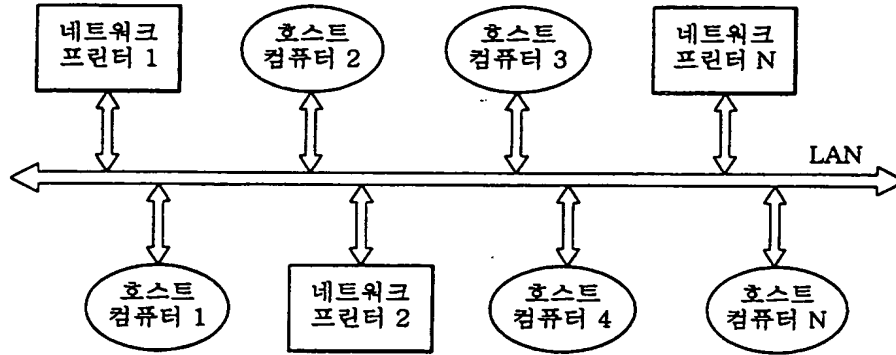 네트워크
프린터 1
호스트
컴퓨터 2
호스트
컴퓨터 3
네트워크
프린터 N
LAN
호스트
컴퓨터 1
네트워크
프린터 2
호스트
컴퓨터 4
호스트
컴퓨터 N